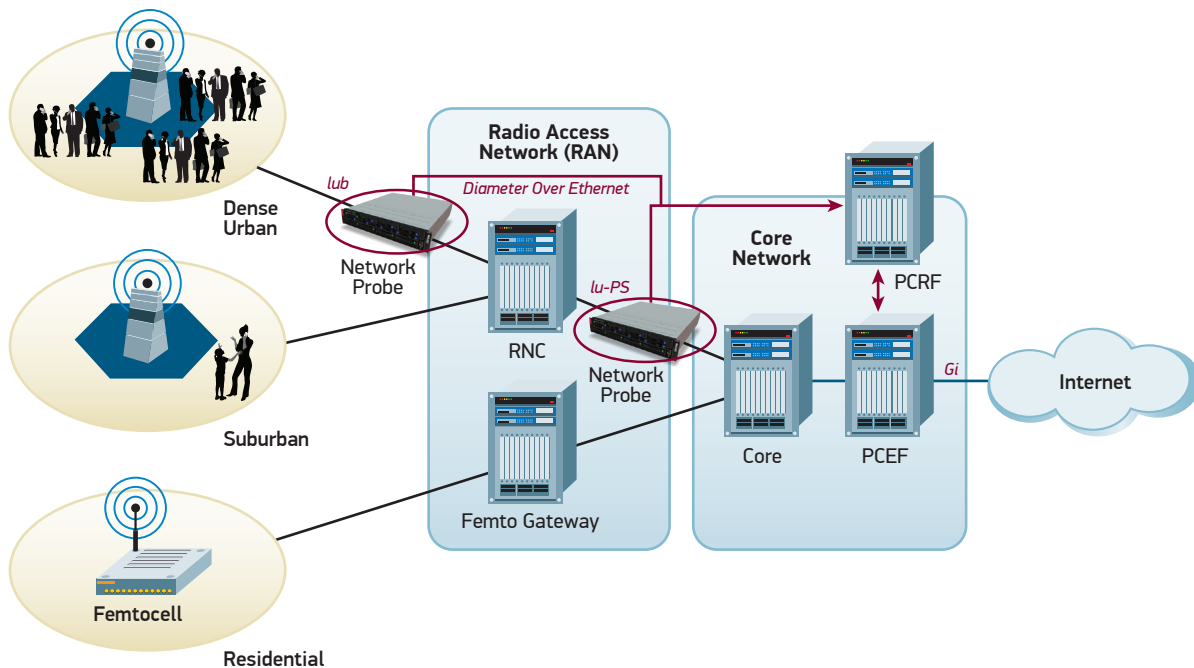 Radio Access
Network (RAN)
lub
Diameter Over Ethernet
Dense
Urban
Network
Probe
Core
Network
PCRF
lu-PS
RNC
Network
Probe
Gi
Internet
Suburban
Core
PCEF
Femto Gateway
Femtocell
Residential